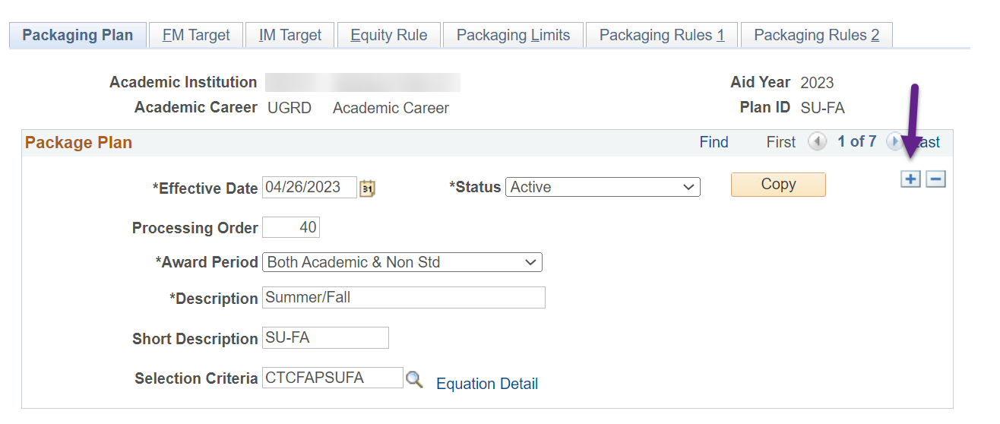 Packaging Plan FM Target IM Target Equity Rule Packaging Limits Packaging Rules 1 Packaging Rules 2
Academic Institution Aid Year 2023
Academic Career UGRD Academic Career Plan ID SU-FA
Package Plan Find First 1 of 7 Last
*Effective Date 04/26/2023 31 *Status Active Copy
Processing Order 40
*Award Period Both Academic & Non Std
*Description Summer/Fall
Short Description SU-FA
Selection Criteria CTCFAPSUFA Equation Detail